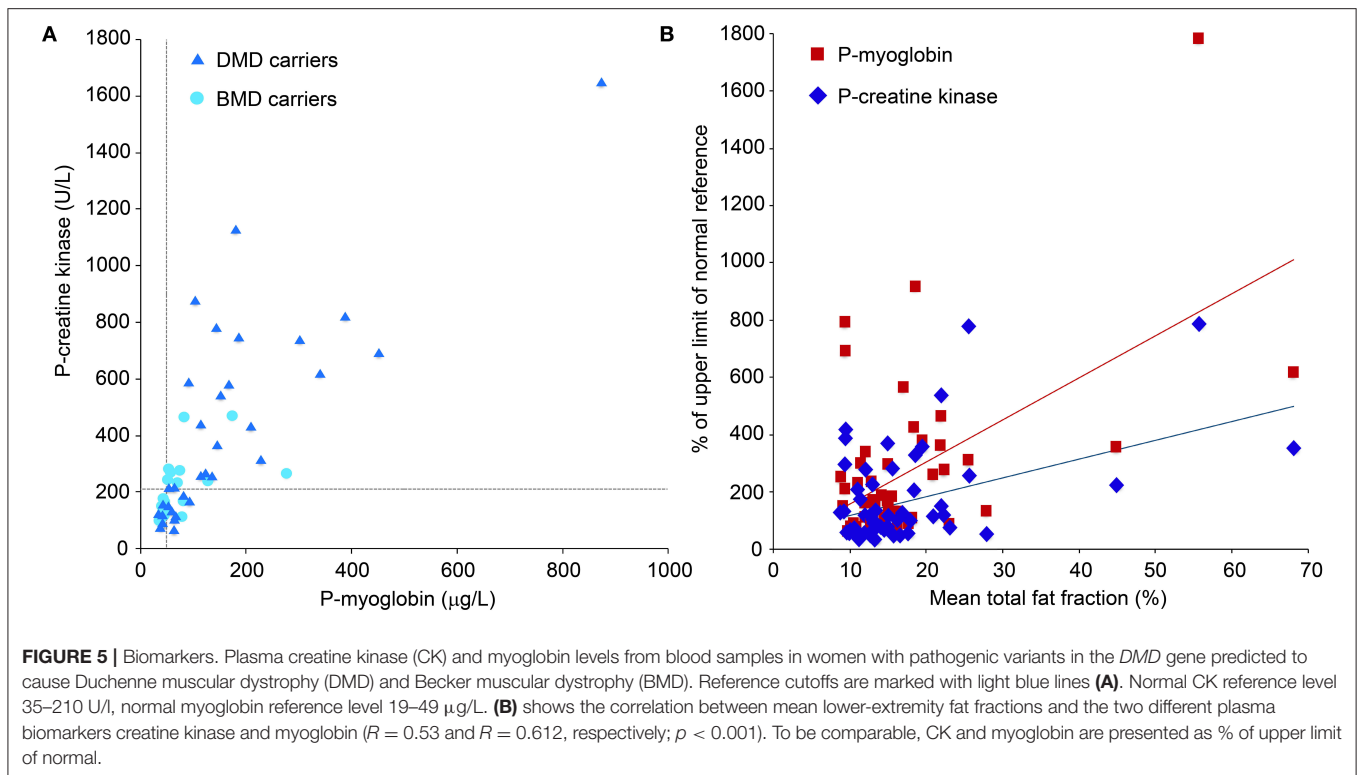 A
1800
1600
1400
1200
1000
800
600
400
200
0
P-creatine kinase (U/L)
DMD carriers
BMD carriers
0 200 400 600 800 1000
P-myoglobin (μg/L)
B
1800
1600
1400
1200
1000
800
600
400
200
0
% of upper limit of normal reference
P-myoglobin
P-creatine kinase
0 10 20 30 40 50 60 70
Mean total fat fraction (%)
FIGURE 5 | Biomarkers. Plasma creatine kinase (CK) and myoglobin levels from blood samples in women with pathogenic variants in the DMD gene predicted to
cause Duchenne muscular dystrophy (DMD) and Becker muscular dystrophy (BMD). Reference cutoffs are marked with light blue lines (A). Normal CK reference level
35–210 U/l, normal myoglobin reference level 19–49 μg/L. (B) shows the correlation between mean lower-extremity fat fractions and the two different plasma
biomarkers creatine kinase and myoglobin (R = 0.53 and R = 0.612, respectively; p < 0.001). To be comparable, CK and myoglobin are presented as % of upper limit
of normal.